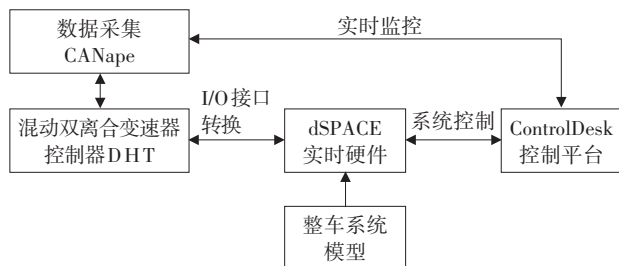 数据采集
CANape
实时监控
I/O接口
转换
混动双离合变速器
控制器DHT
dSPACE
实时硬件
系统控制
ControlDesk
控制平台
整车系统
模型